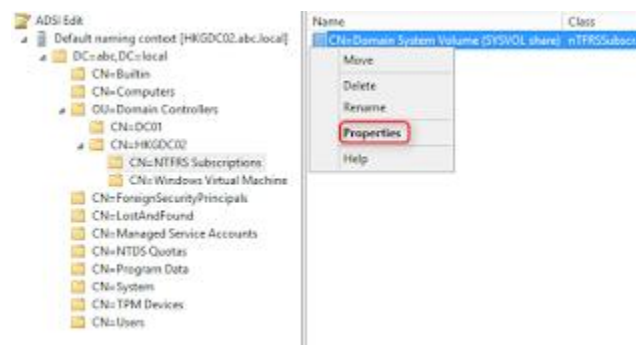 ADSI Edit
Default naming context [HKGDC02.abc.local]
DC=abc,DC=local
CN=Builtin
CN=Computers
OU=Domain Controllers
CN=DC01
CN=HKGDC02
CN=NTFRS Subscriptions
CN=Windows Virtual Machine
CN=ForeignSecurityPrincipals
CN=LostAndFound
CN=Managed Service Accounts
CN=NTDS Quotas
CN=Program Data
CN=System
CN=TPM Devices
CN=Users
Name Class
CN=Domain System Volume (SYSVOL share) nTFRSSubscr
Move
Delete
Rename
Properties
Help